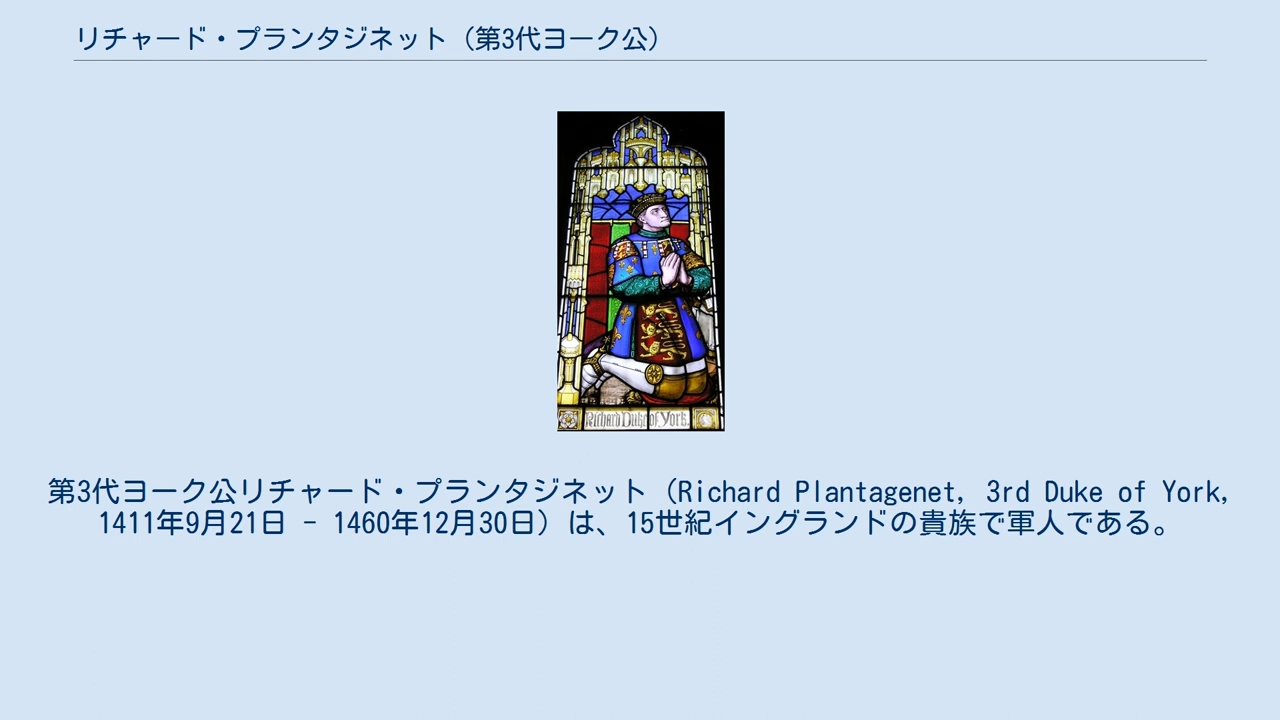 リチャード・プランタジネット（第3代ヨーク公）
Richard Duke of York.
第3代ヨーク公リチャード・プランタジネット（Richard Plantagenet, 3rd Duke of York,
1411年9月21日 - 1460年12月30日）は、15世紀イングランドの貴族で軍人である。